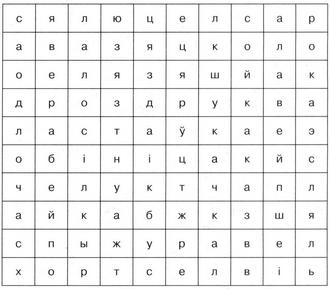 с я л ю ц е л с а р
а в а з я ц к о л о
о е л я з я ш й а к
д р о з д р у к в а
л а с т а ў к а е э
о б і н і ц а к й с
ч е л у к т ч а п л
а й к а б ж к з ш я
с п ы ж у р а в е л
х о р т с е л в і ь